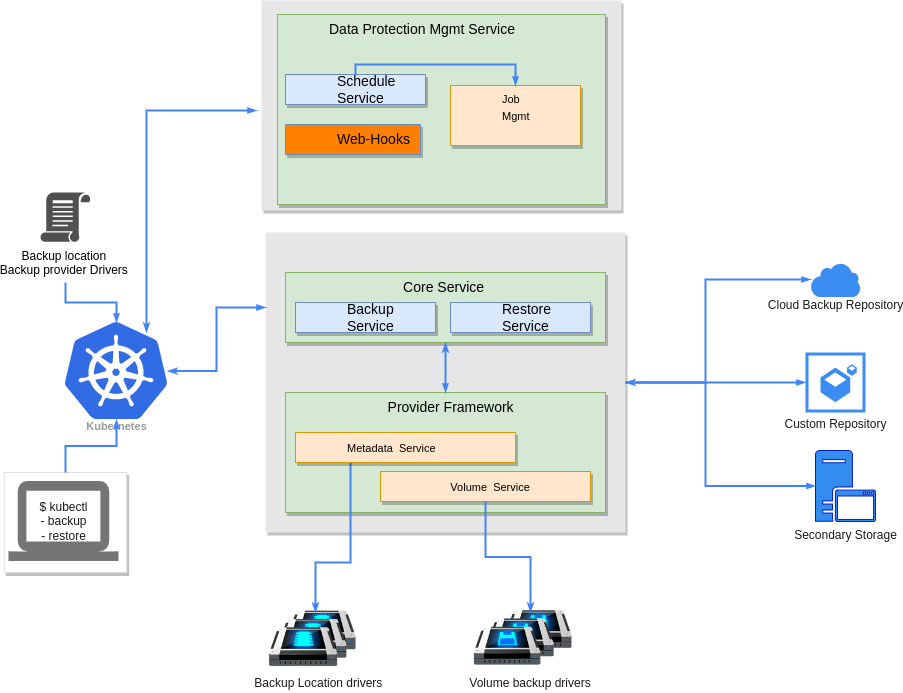 Data Protection Mgmt Service
Schedule
Service
Job
Mgmt
Web-Hooks
Backup location
Backup provider Drivers
Core Service
Backup
Service
Restore
Service
Cloud Backup Repository
Kubernetes
Provider Framework
Metadata Service
Volume Service
Custom Repository
$ kubectl
- backup
- restore
Secondary Storage
Backup Location drivers
Volume backup drivers